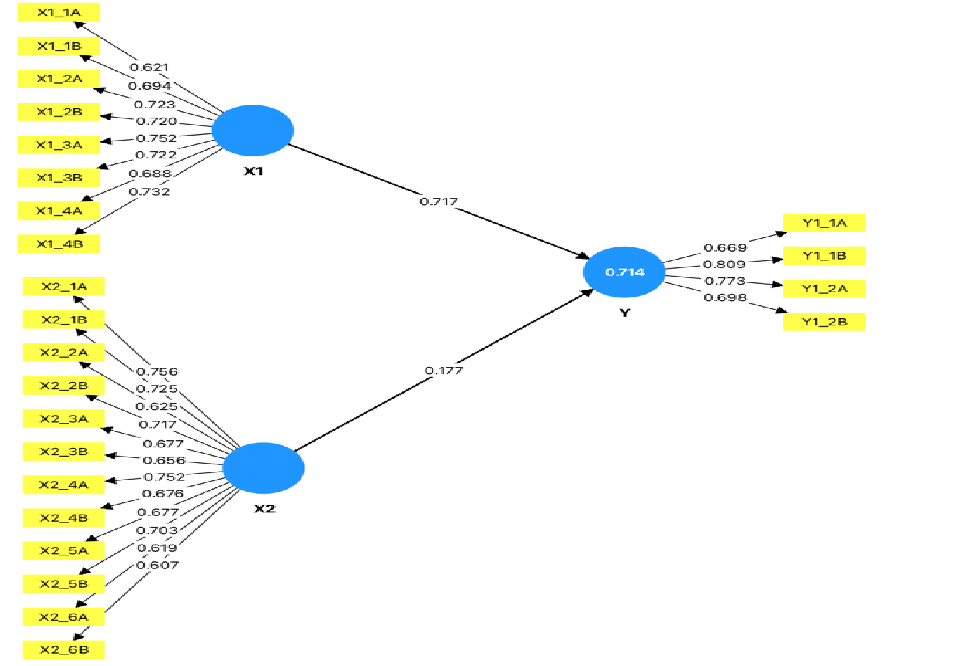 X1_1A
X1_1B
X1_2A
X1_2B
X1_3A
X1_3B
X1_4A
X1_4B
0.621
0.694
0.723
0.720
0.752
0.722
0.688
0.732
X1
0.717
X2_1A
X2_1B
X2_2A
X2_2B
X2_3A
X2_3B
X2_4A
X2_4B
X2_5A
X2_5B
X2_6A
X2_6B
0.756
0.725
0.625
0.717
0.677
0.656
0.752
0.676
0.677
0.703
0.619
0.607
X2
0.177
0.714
Y
0.669
0.809
0.773
0.698
Y1_1A
Y1_1B
Y1_2A
Y1_2B